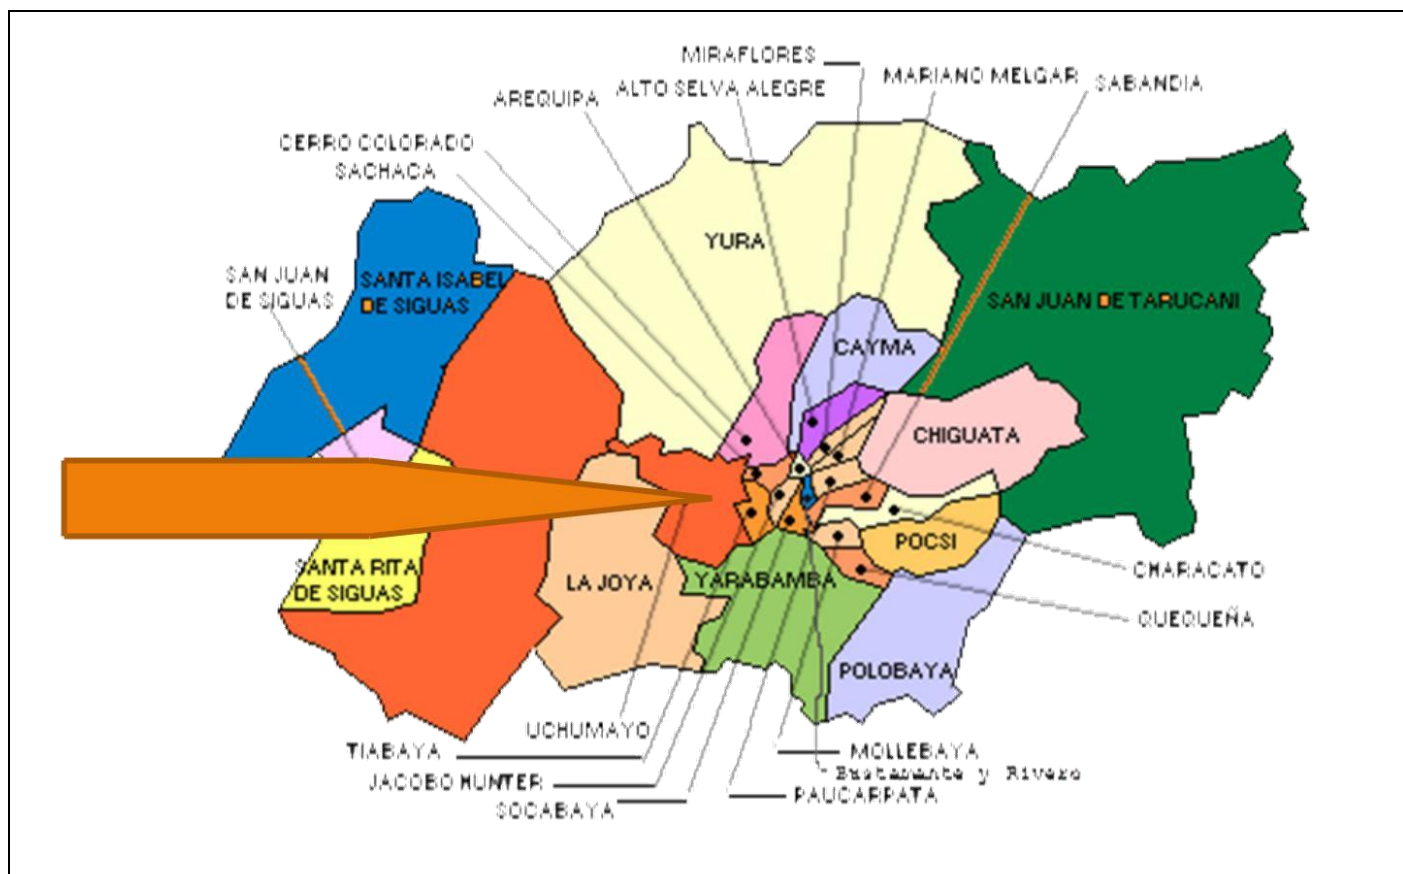 MIRAFLORES
ALTO SELVA ALEGRE
MARIANO MELGAR
SABANDIA
AREQUIPA
CERRO COLORADO
SACHACA
YURA
SAN JUAN
DE SIGUAS
SANTA ISABEL
DE SIGUAS
SAN JUAN DE TARUCANI
CAYMA
CHIGUATA
POCSI
CHARACATO
SANTA RITA
DE SIGUAS
LA JOYA
YARABAMBA
QUEQUEÑA
POLOBAYA
UCHUMAYO
TIABAYA
MOLLEBAYA
Bustamante y Rivero
JACOBO HUNTER
PAUCARPATA
SOCABAYA